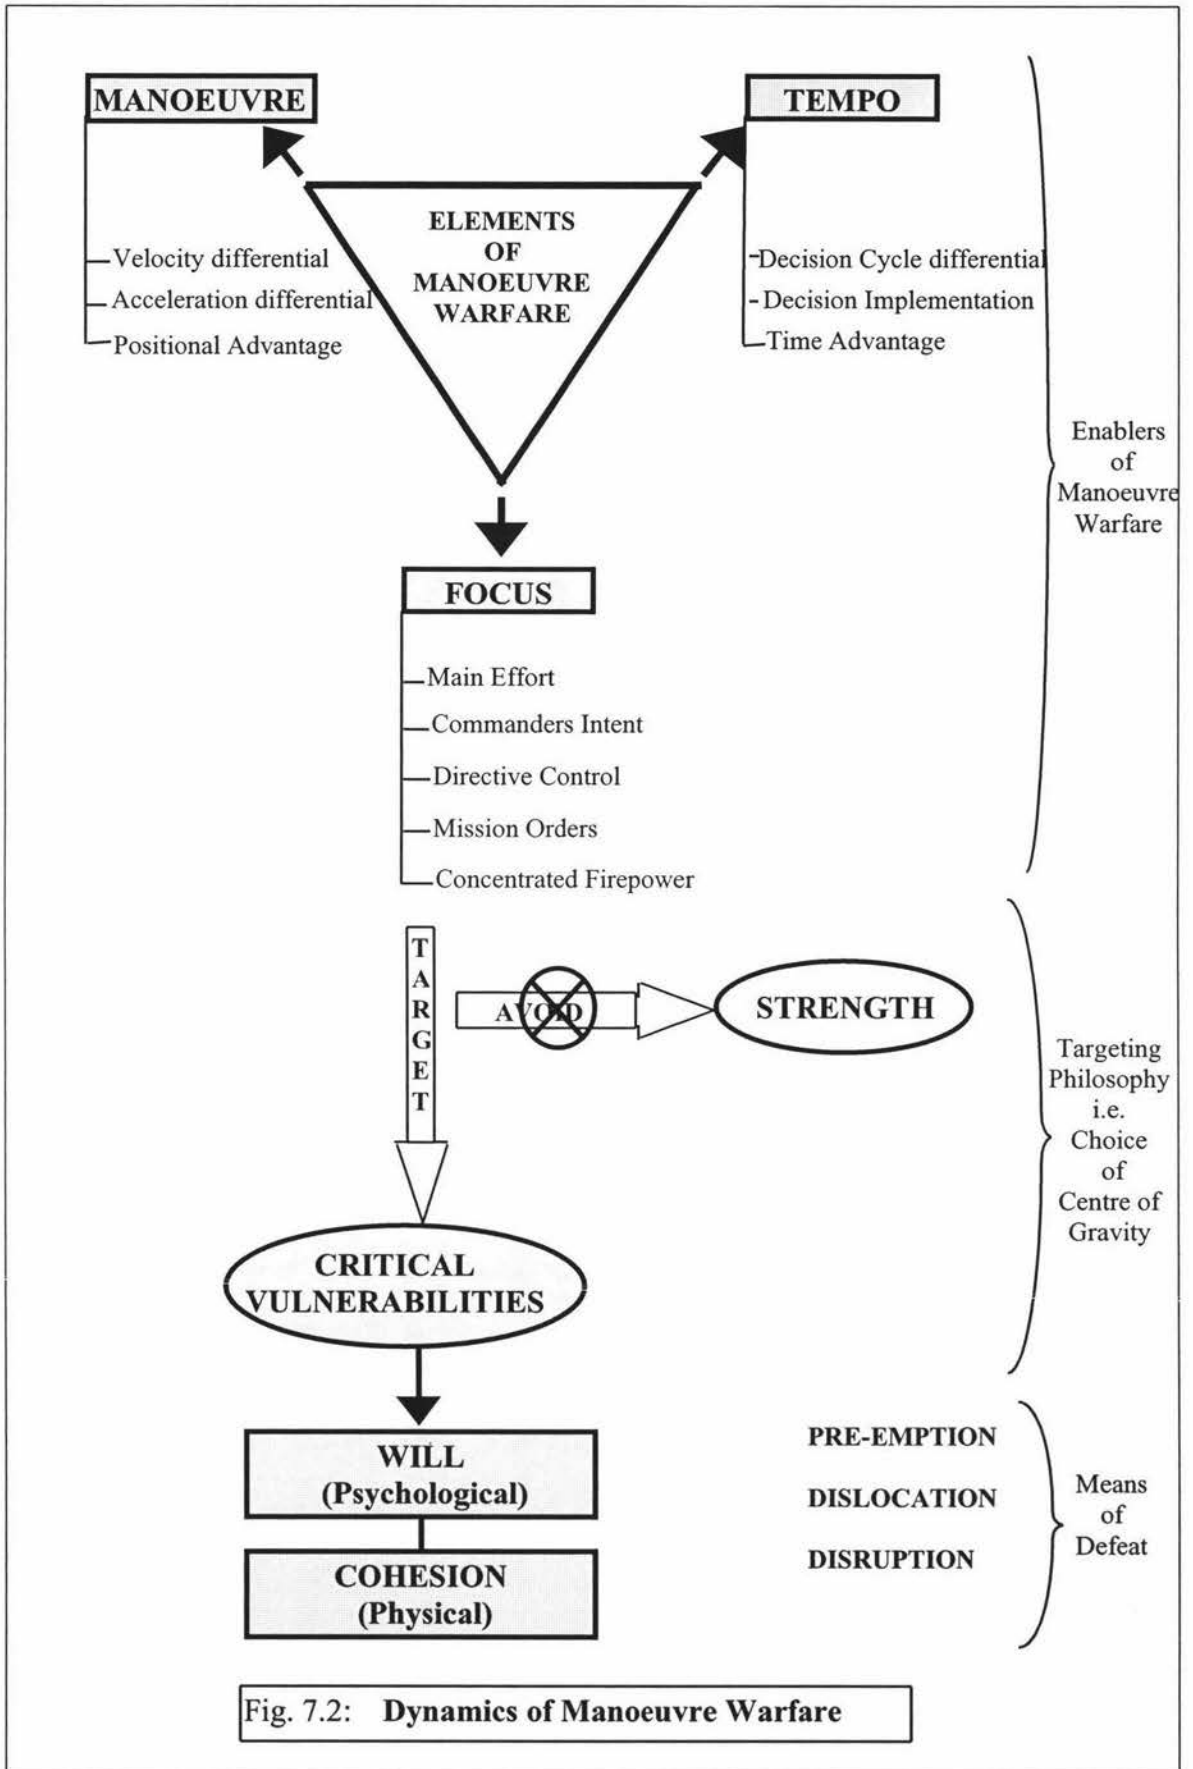 MANOEUVRE
Velocity differential
Acceleration differential
Positional Advantage
ELEMENTS
OF
MANOEUVRE
WARFARE
TEMPO
Decision Cycle differential
Decision Implementation
Time Advantage
Enablers
of
Manoeuvre
Warfare
FOCUS
Main Effort
Commanders Intent
Directive Control
Mission Orders
Concentrated Firepower
TARGET
AVOID
STRENGTH
Targeting
Philosophy
i.e.
Choice
of
Centre of
Gravity
CRITICAL
VULNERABILITIES
WILL
(Psychological)
COHESION
(Physical)
PRE-EMPTION
DISLOCATION
DISRUPTION
Means
of
Defeat
Fig. 7.2: Dynamics of Manoeuvre Warfare